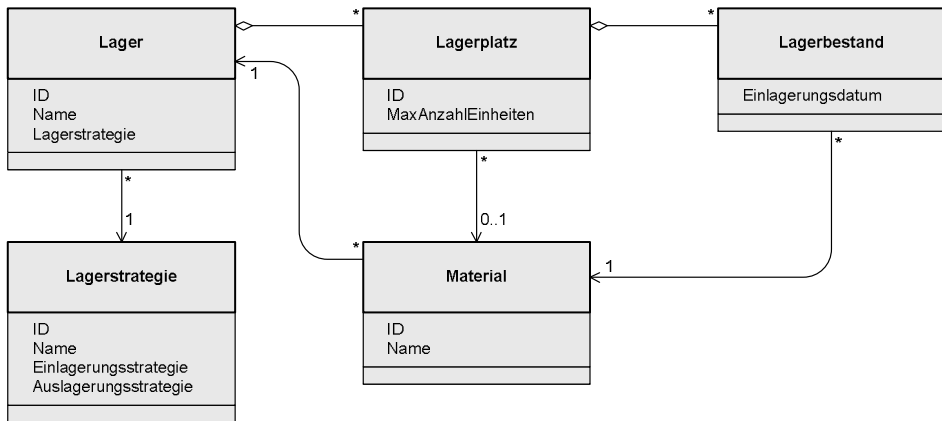 Lager
ID
Name
Lagerstrategie
*
Lagerplatz
ID
MaxAnzahlEinheiten
*
Lagerbestand
Einlagerungsdatum
1
*
*
*
1
0..1
*
1
Lagerstrategie
ID
Name
Einlagerungsstrategie
Auslagerungsstrategie
Material
ID
Name